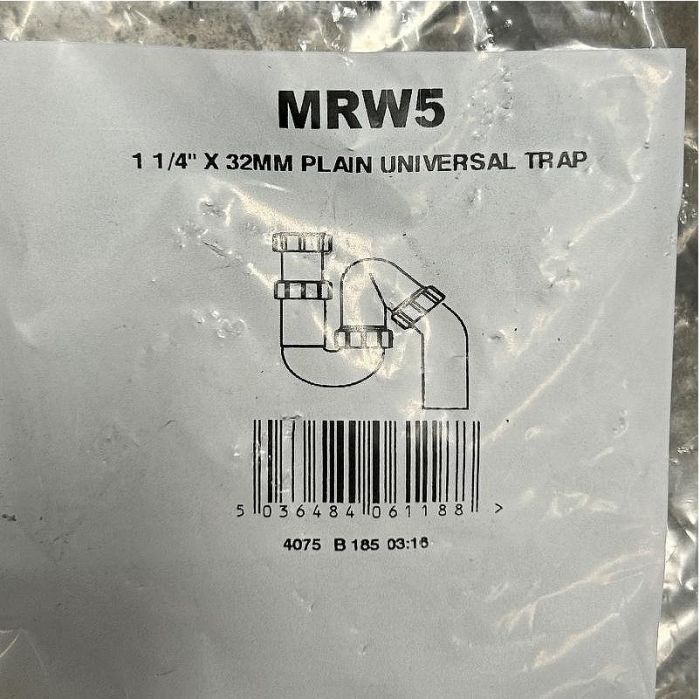 MRW5
1 1/4" X 32MM PLAIN UNIVERSAL TRAP
5 036484 061188 >
4075 B 185 03:16